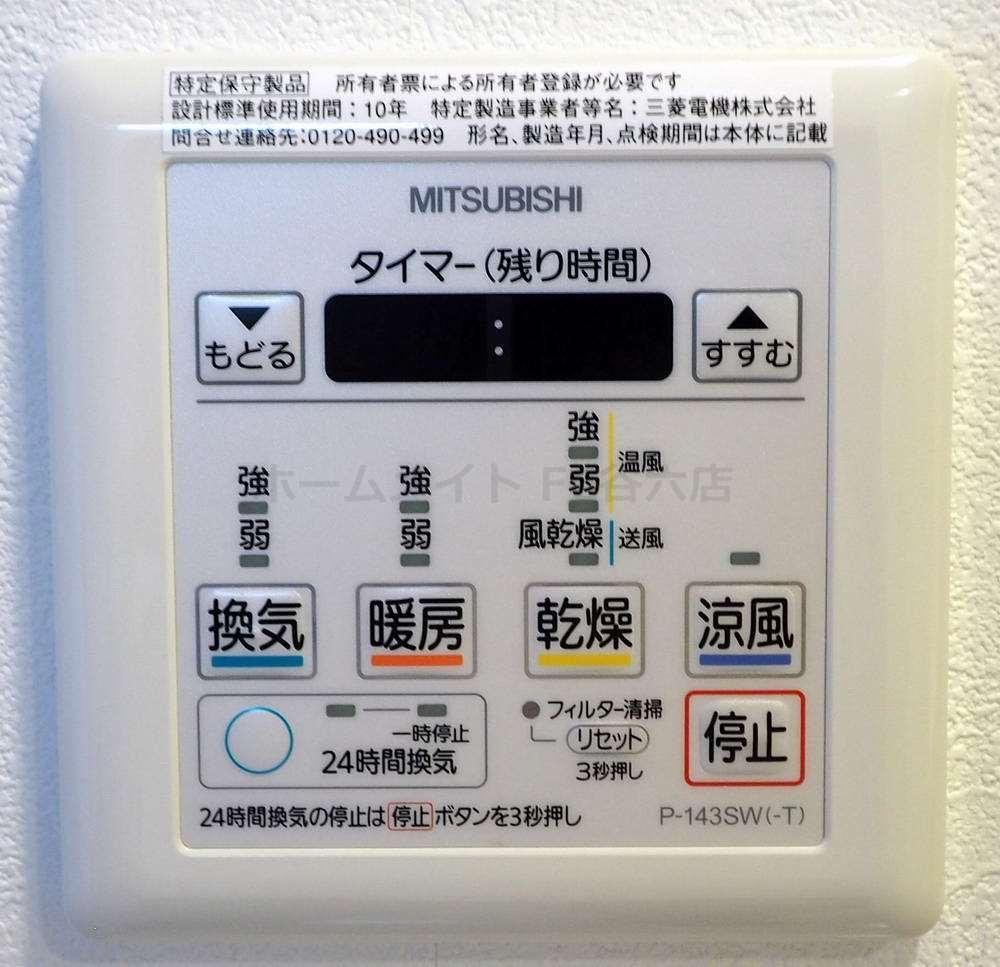 特定保守製品 所有者票による所有者登録が必要です
設計標準使用期間：10年 特定製造事業者等名：三菱電機株式会社
問合せ連絡先：0120-490-499 形名、製造年月、点検期間は本体に記載
MITSUBISHI
タイマー（残り時間）
▼ ▲
もどる : すすむ
強
温風
強 強 弱
弱 弱 風乾燥 送風
換気 暖房 乾燥 涼風
フィルター清掃
一時停止 リセット 停止
24時間換気 3秒押し
24時間換気の停止は停止ボタンを3秒押し P-143SW(-T)